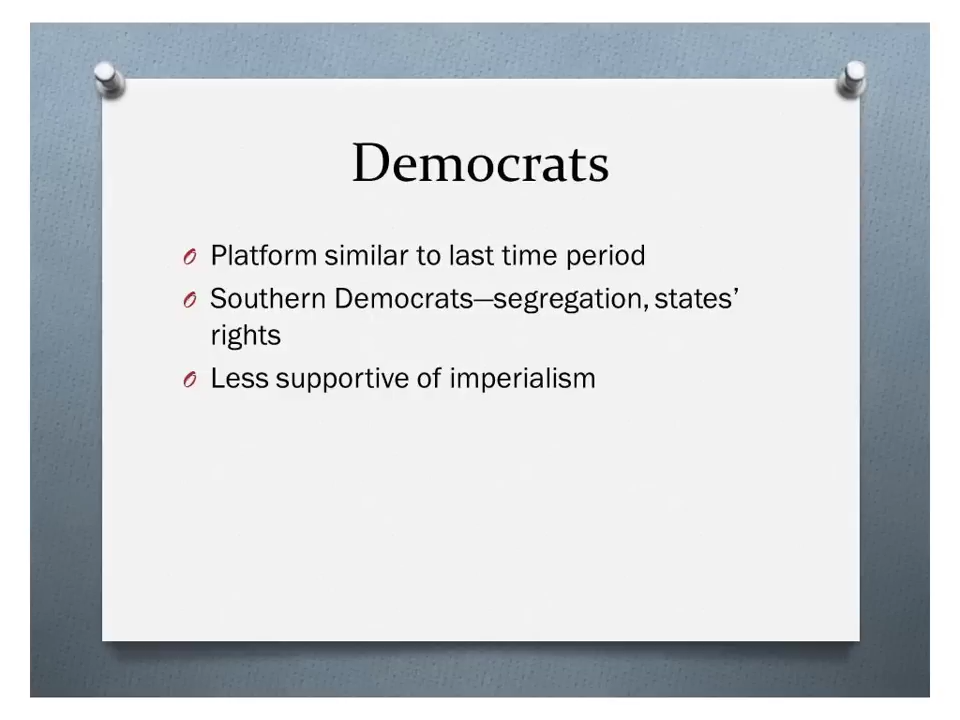 Democrats
Platform similar to last time period
Southern Democrats—segregation, states’
rights
Less supportive of imperialism